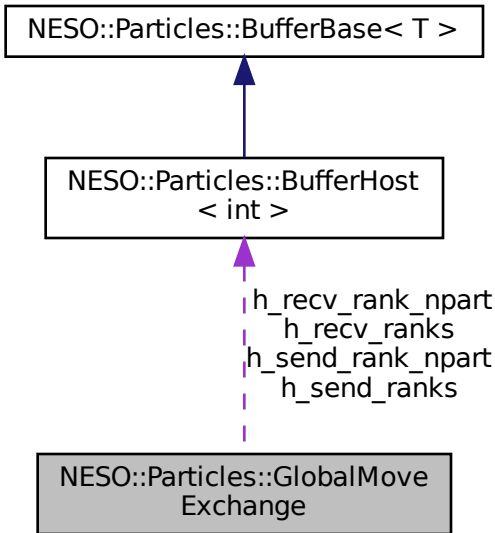 NESO::Particles::BufferBase< T >
NESO::Particles::BufferHost
< int >
h_recv_rank_npart
h_recv_ranks
h_send_rank_npart
h_send_ranks
NESO::Particles::GlobalMove
Exchange